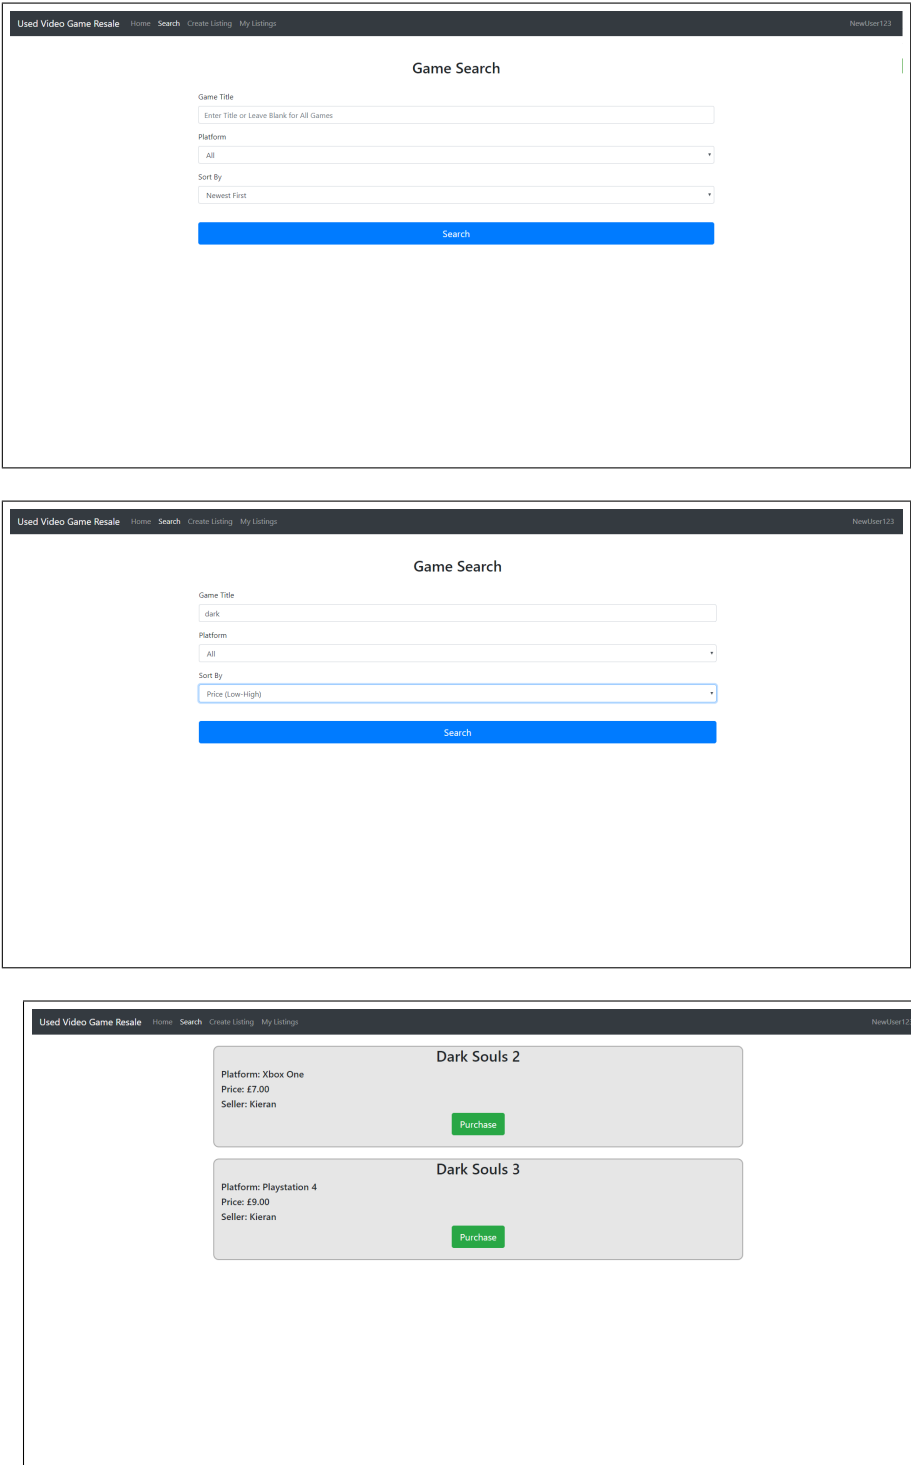 Used Video Game Resale Home Search Create Listing My Listings NewUser123
Game Search
Game Title
Enter Title or Leave Blank for All Games
Platform
All
Sort By
Newest First
Search
Used Video Game Resale Home Search Create Listing My Listings NewUser123
Game Search
Game Title
dark
Platform
All
Sort By
Price (Low-High)
Search
Used Video Game Resale Home Search Create Listing My Listings NewUser123
Dark Souls 2
Platform: Xbox One
Price: £7.00
Seller: Kieran
Purchase
Dark Souls 3
Platform: Playstation 4
Price: £9.00
Seller: Kieran
Purchase